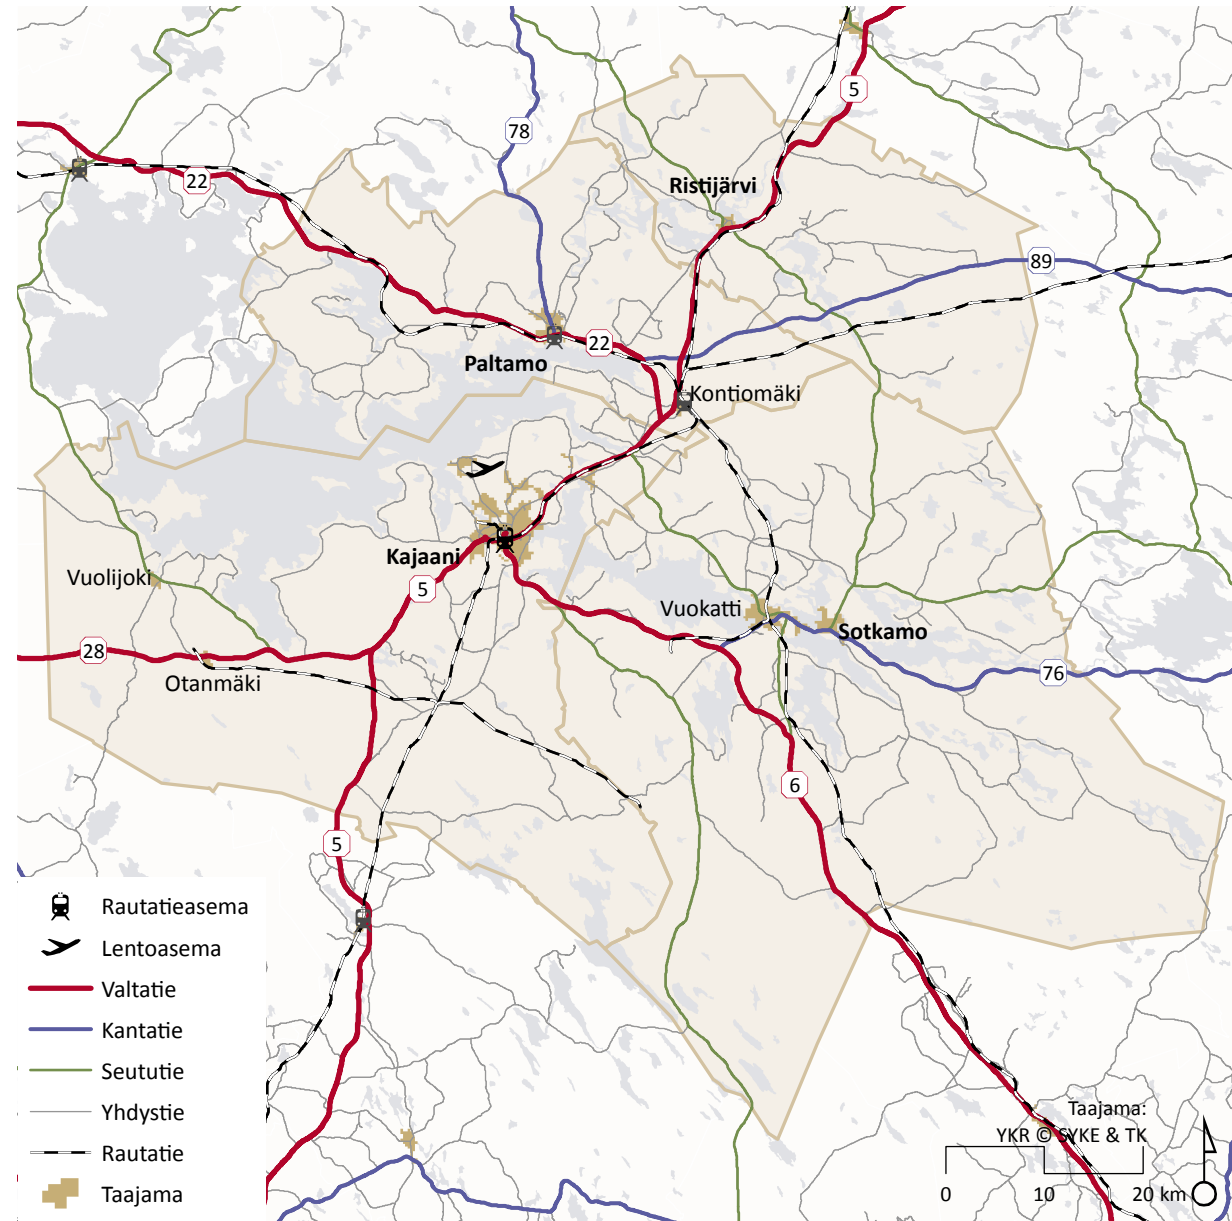 5
78
22
Ristijärvi
89
22
Paltamo
Kontiomäki
Kajaani
Vuolijoki
5
Vuokatti
Sotkamo
28
Otanmäki
76
6
5
Rautatieasema
Lentoasema
Valtatie
Kantatie
Seututie
Yhdystie
Rautatie
Taajama
Taajama:
YKR © SYKE & TK
0 10 20 km